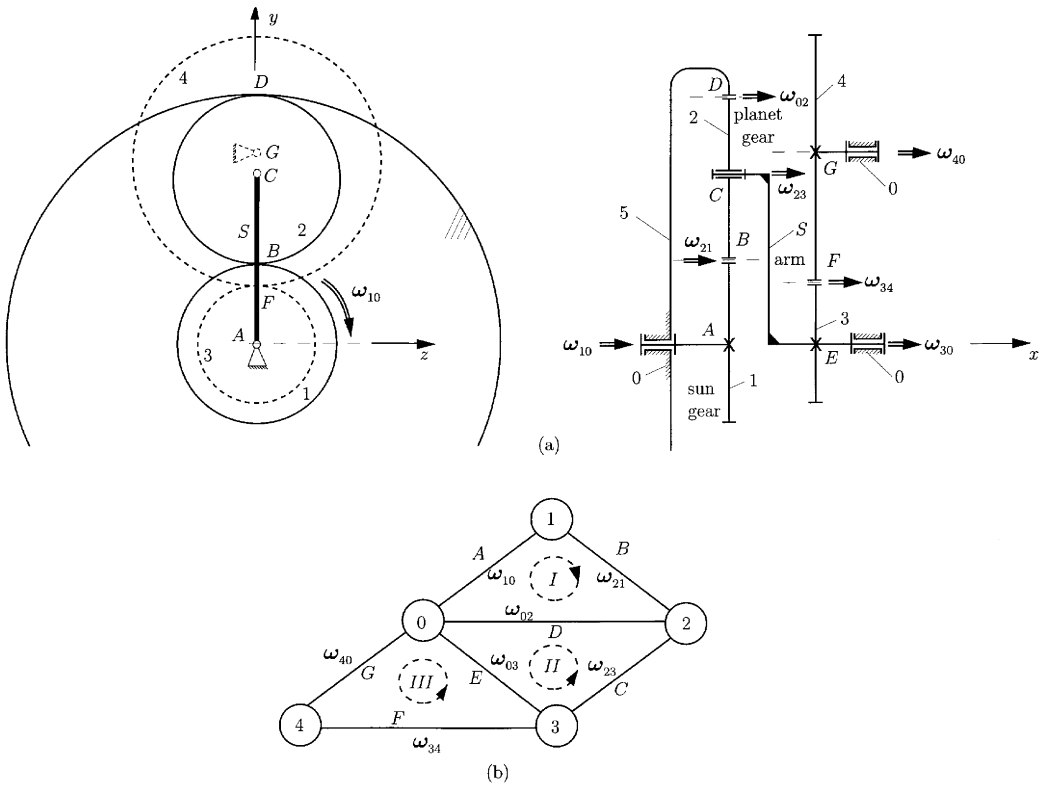 y
4
D
G
C
S
2
B
F
ω₁₀
A
z
3
1
D
ω₀₂
4
2
planet
gear
G
ω₄₀
0
C
ω₂₃
5
S
ω₂₁
B
arm
F
ω₃₄
3
ω₁₀
A
E
ω₃₀
x
0
0
1
sun
gear
(a)
1
A
B
ω₁₀
I
ω₂₁
ω₀₂
0
2
D
ω₄₀
G
ω₀₃
II
ω₂₃
III
E
C
4
F
3
ω₃₄
(b)